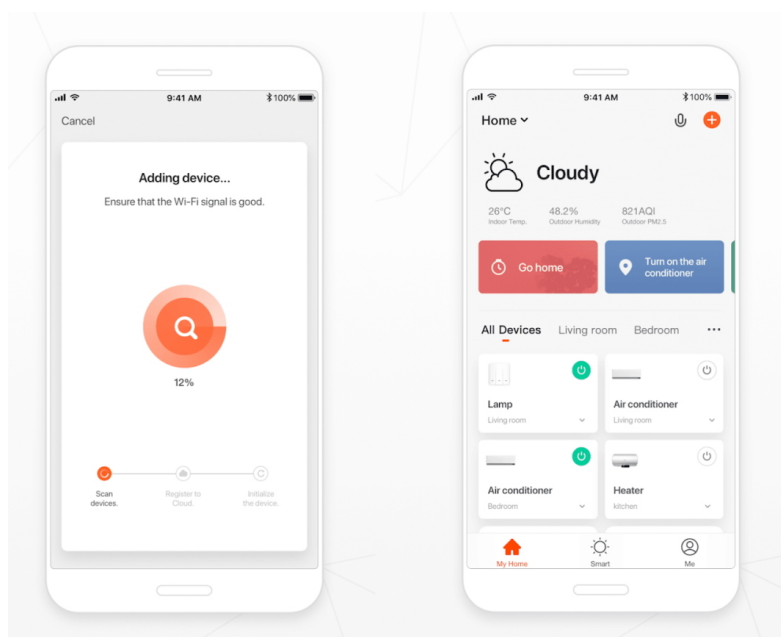 9:41 AM
100%
Cancel
Adding device...
Ensure that the Wi-Fi signal is good.
12%
Scan
devices.
Register to
Cloud.
Initialize
the device.
9:41 AM
100%
Home
Cloudy
26°C
48.2%
821AQI
Indoor Temp.
Outdoor Humidity
Outdoor PM2.5
Go home
Turn on the air
conditioner
All Devices
Living room
Bedroom
Lamp
Living room
Air conditioner
Living room
Air conditioner
Bedroom
Heater
kitchen
My Home
Smart
Me